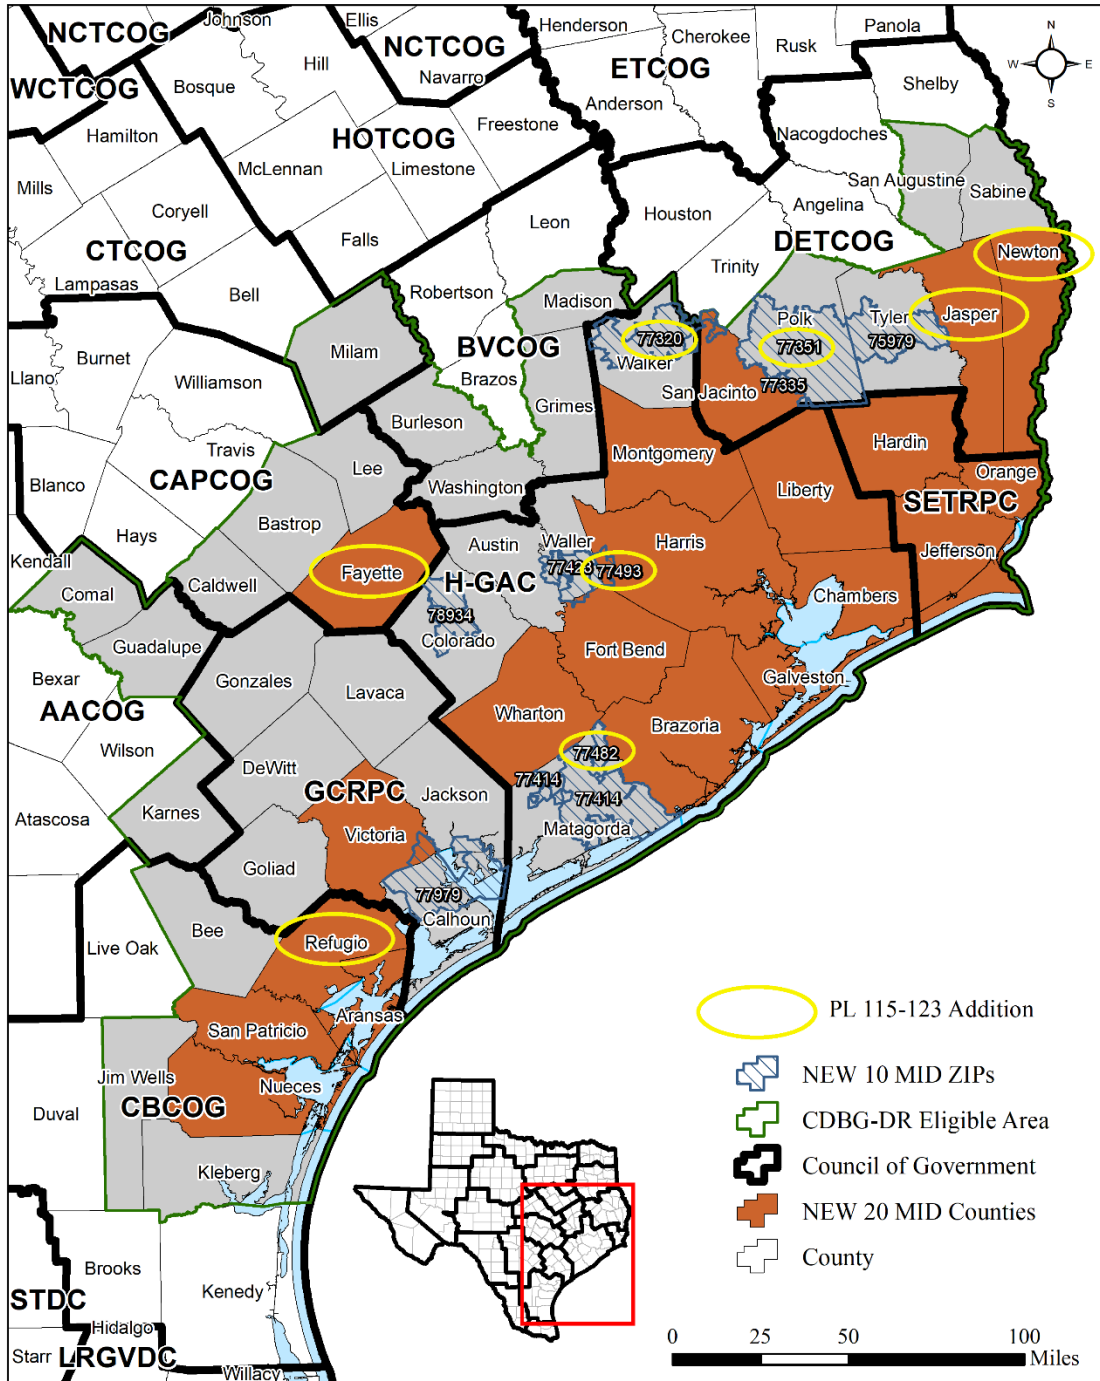 Johnson
Ellis
Henderson
Cherokee
Panola
N
NCTCOG
NCTCOG
Rusk
Hill
ETCOG
W
E
WCTCOG
Bosque
Navarro
Shelby
S
Anderson
Hamilton
HOTCOG
Freestone
Nacogdoches
McLennan
Limestone
San Augustine
Mills
Sabine
Coryell
Leon
Houston
Angelina
CTCOG
Falls
DETCOG
Newton
Lampasas
Trinity
Bell
Robertson
Madison
Polk
Tyler
Jasper
Burnet
Milam
BVCOG
77320
77351
75979
Llano
Williamson
Brazos
Walker
77335
San Jacinto
Grimes
Burleson
Travis
Montgomery
Hardin
Lee
Blanco
CAPCOG
Washington
Liberty
Orange
Bastrop
SETRPC
Hays
Austin
Waller
Harris
Kendall
Fayette
H-GAC
77423
77493
Jefferson
Comal
Caldwell
Chambers
78934
Colorado
Guadalupe
Fort Bend
Bexar
Gonzales
Lavaca
Galveston
AACOG
Wharton
Brazoria
Wilson
77482
DeWitt
77414
GCRPC
Jackson
77414
Karnes
Atascosa
Victoria
Matagorda
Goliad
77979
Calhoun
Bee
Live Oak
Refugio
PL 115-123 Addition
Aransas
San Patricio
NEW 10 MID ZIPs
Jim Wells
Nueces
Duval
CBCOG
CDBG-DR Eligible Area
Kleberg
Council of Government
NEW 20 MID Counties
County
Brooks
STDC
Kenedy
Hidalgo
0 25 50 100
Starr
LRGVDC
Miles
Willacy